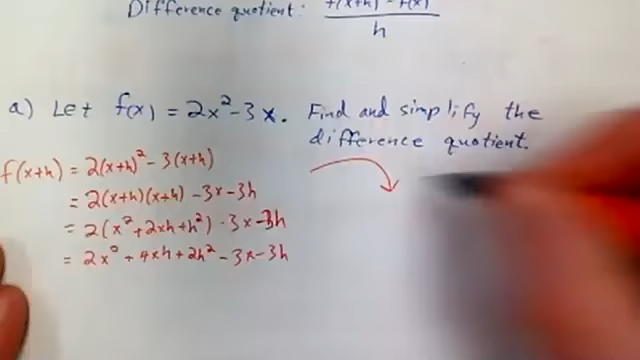 Difference quotient: f(x+h) - f(x) / h
a) Let f(x) = 2x² - 3x. Find and simplify the
difference quotient.
f(x+h) = 2(x+h)² - 3(x+h)
= 2(x+h)(x+h) - 3x - 3h
= 2(x² + 2xh + h²) - 3x - 3h
= 2x² + 4xh + 2h² - 3x - 3h